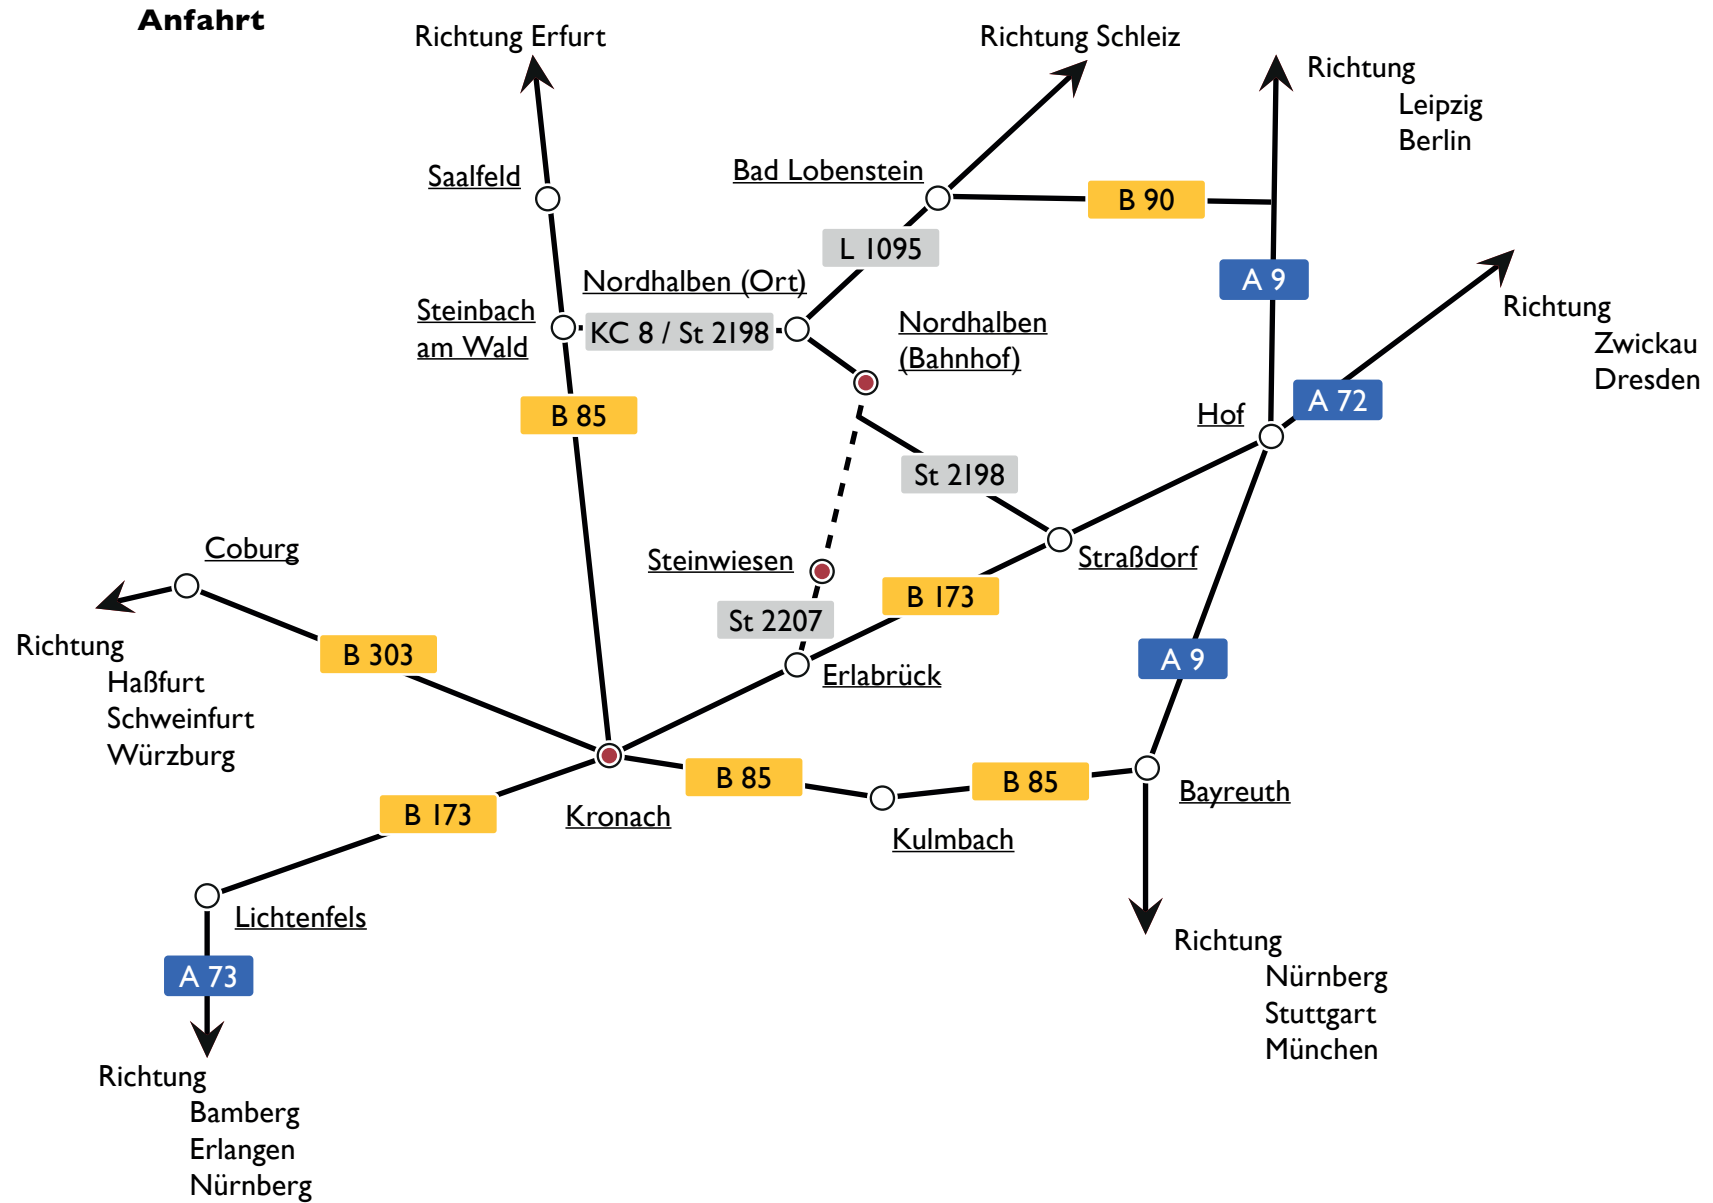 Anfahrt
Richtung Erfurt
Richtung Schleiz
Richtung
Leipzig
Berlin
Saalfeld
Bad Lobenstein
B 90
L 1095
A 9
Nordhalben (Ort)
Steinbach
am Wald
KC 8 / St 2198
Nordhalben
(Bahnhof)
Richtung
Zwickau
Dresden
B 85
Hof
A 72
St 2198
Coburg
Steinwiesen
Straßdorf
B 173
St 2207
Richtung
Haßfurt
Schweinfurt
Würzburg
B 303
Erlabrück
A 9
B 85
B 85
Bayreuth
B 173
Kronach
Kulmbach
Lichtenfels
A 73
Richtung
Nürnberg
Stuttgart
München
Richtung
Bamberg
Erlangen
Nürnberg